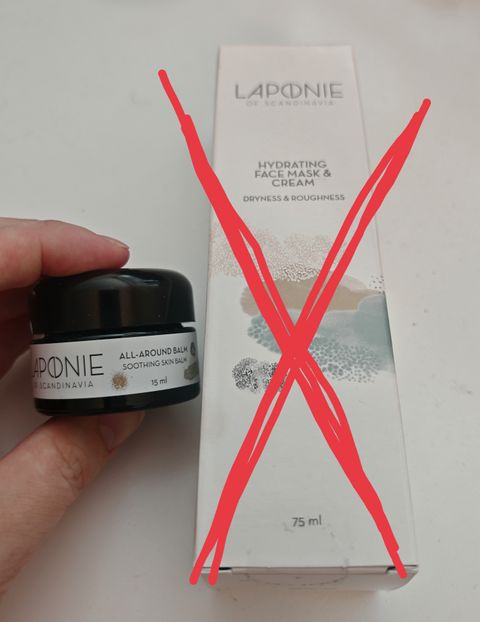 LAPONIE
OF SCANDINAVIA
HYDRATING
FACE MASK &
CREAM
DRYNESS & ROUGHNESS
75 ml
LAPONIE
OF SCANDINAVIA
ALL-AROUND BALM
SOOTHING SKIN BALM
15 ml